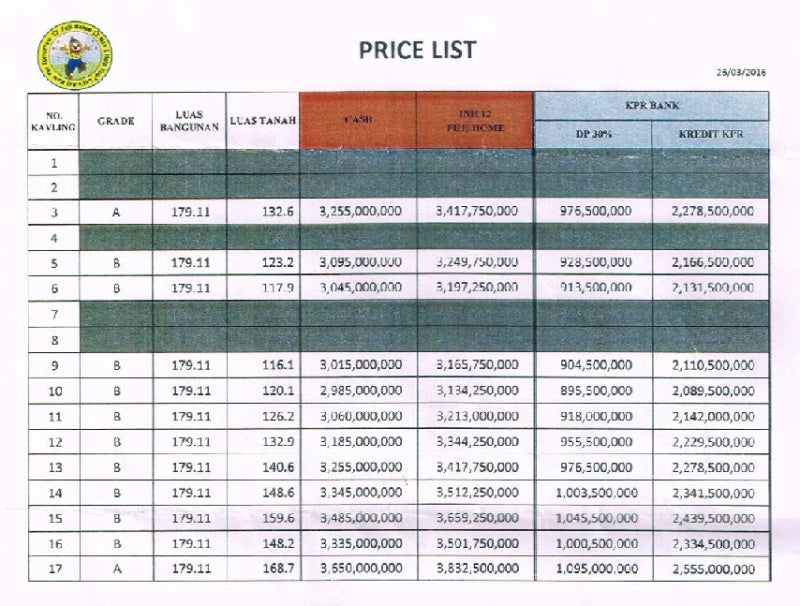 PRICE LIST
26/03/2016
NO. KAVLING GRADE LUAS BANGUNAN LUAS TANAH CASH INH 12 FUJI HOME KPR BANK
DP 30% KREDIT KPR
1
2
3 A 179.11 132.6 3,255,000,000 3,417,750,000 976,500,000 2,278,500,000
4
5 B 179.11 123.2 3,095,000,000 3,249,750,000 928,500,000 2,166,500,000
6 B 179.11 117.9 3,045,000,000 3,197,250,000 913,500,000 2,131,500,000
7
8
9 B 179.11 116.1 3,015,000,000 3,165,750,000 904,500,000 2,110,500,000
10 B 179.11 120.1 2,985,000,000 3,134,250,000 895,500,000 2,089,500,000
11 B 179.11 126.2 3,060,000,000 3,213,000,000 918,000,000 2,142,000,000
12 B 179.11 132.9 3,185,000,000 3,344,250,000 955,500,000 2,229,500,000
13 B 179.11 140.6 3,255,000,000 3,417,750,000 976,500,000 2,278,500,000
14 B 179.11 148.6 3,345,000,000 3,512,250,000 1,003,500,000 2,341,500,000
15 B 179.11 159.6 3,485,000,000 3,659,250,000 1,045,500,000 2,439,500,000
16 B 179.11 148.2 3,335,000,000 3,501,750,000 1,000,500,000 2,334,500,000
17 A 179.11 168.7 3,650,000,000 3,832,500,000 1,095,000,000 2,555,000,000